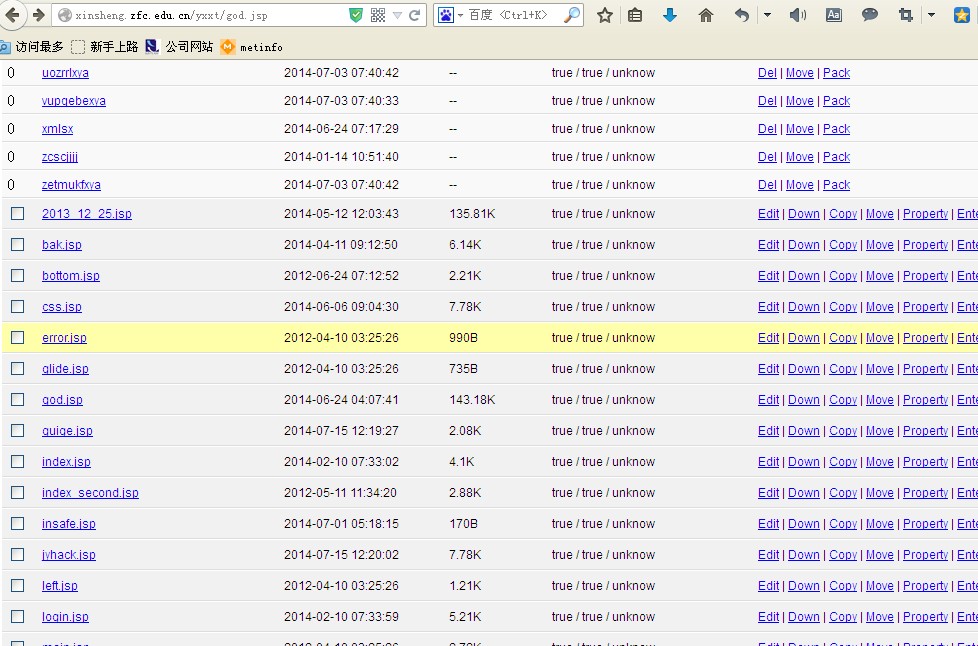 xinsheng.zfc.edu.cn/yxxt/god.jsp 百度 <Ctrl+K>
访问最多 新手上路 公司网站 metinfo
0 uozrrlxya 2014-07-03 07:40:42 -- true / true / unknow Del | Move | Pack
0 vupqebexya 2014-07-03 07:40:33 -- true / true / unknow Del | Move | Pack
0 xmlsx 2014-06-24 07:17:29 -- true / true / unknow Del | Move | Pack
0 zcscjjjj 2014-01-14 10:51:40 -- true / true / unknow Del | Move | Pack
0 zetmukfxya 2014-07-03 07:40:42 -- true / true / unknow Del | Move | Pack
2013_12_25.jsp 2014-05-12 12:03:43 135.81K true / true / unknow Edit | Down | Copy | Move | Property | Ente
bak.jsp 2014-04-11 09:12:50 6.14K true / true / unknow Edit | Down | Copy | Move | Property | Ente
bottom.jsp 2012-06-24 07:12:52 2.21K true / true / unknow Edit | Down | Copy | Move | Property | Ente
css.jsp 2014-06-06 09:04:30 7.78K true / true / unknow Edit | Down | Copy | Move | Property | Ente
error.jsp 2012-04-10 03:25:26 990B true / true / unknow Edit | Down | Copy | Move | Property | Ente
glide.jsp 2012-04-10 03:25:26 735B true / true / unknow Edit | Down | Copy | Move | Property | Ente
god.jsp 2014-06-24 04:07:41 143.18K true / true / unknow Edit | Down | Copy | Move | Property | Ente
guige.jsp 2014-07-15 12:19:27 2.08K true / true / unknow Edit | Down | Copy | Move | Property | Ente
index.jsp 2014-02-10 07:33:02 4.1K true / true / unknow Edit | Down | Copy | Move | Property | Ente
index_second.jsp 2012-05-11 11:34:20 2.88K true / true / unknow Edit | Down | Copy | Move | Property | Ente
insafe.jsp 2014-07-01 05:18:15 170B true / true / unknow Edit | Down | Copy | Move | Property | Ente
jyhack.jsp 2014-07-15 12:20:02 7.78K true / true / unknow Edit | Down | Copy | Move | Property | Ente
left.jsp 2012-04-10 03:25:26 1.21K true / true / unknow Edit | Down | Copy | Move | Property | Ente
login.jsp 2014-02-10 07:33:59 5.21K true / true / unknow Edit | Down | Copy | Move | Property | Ente